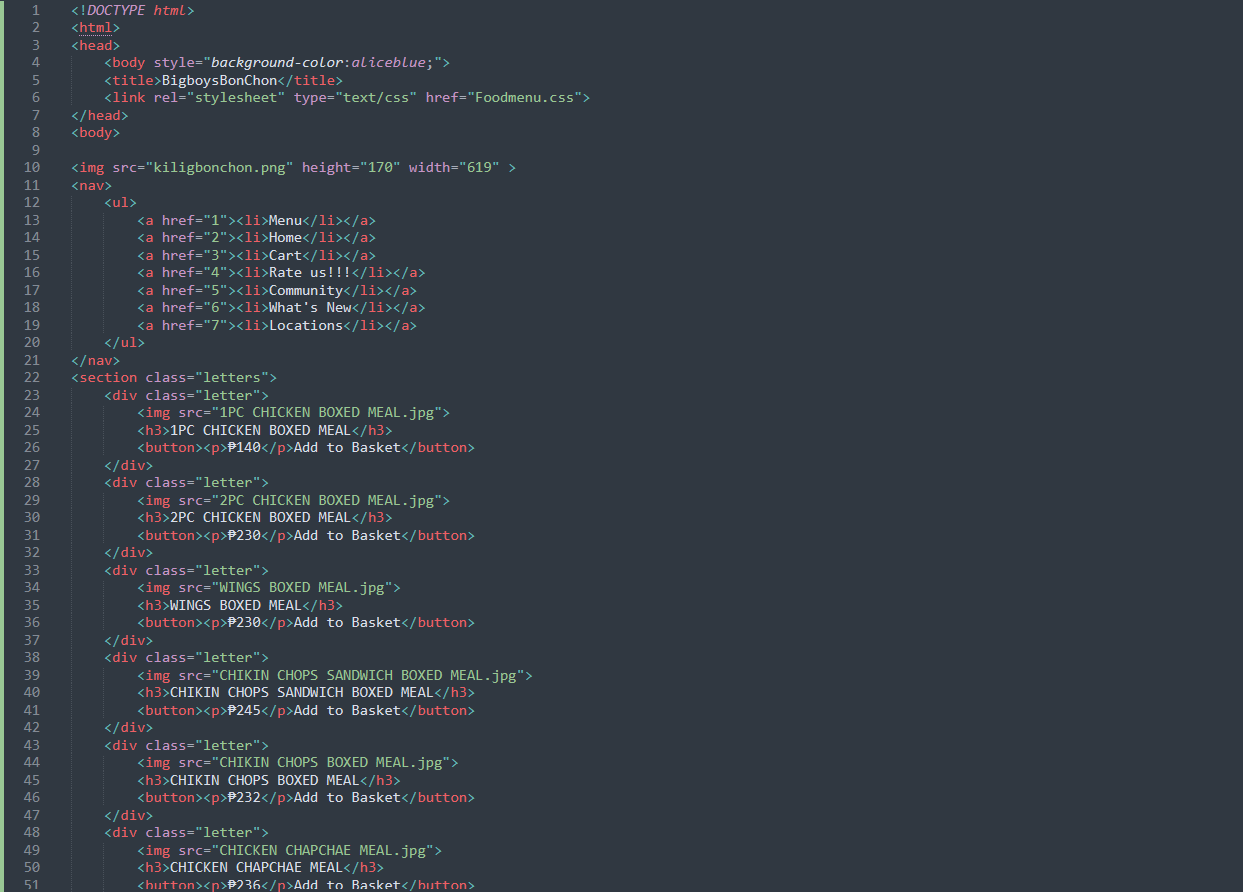 1 <!DOCTYPE html>
2 <html>
3 <head>
4     <body style="background-color:aliceblue;">
5     <title>BigboysBonChon</title>
6     <link rel="stylesheet" type="text/css" href="Foodmenu.css">
7 </head>
8 <body>
9
10 <img src="kiligbonchon.png" height="170" width="619" >
11 <nav>
12     <ul>
13         <a href="1"><li>Menu</li></a>
14         <a href="2"><li>Home</li></a>
15         <a href="3"><li>Cart</li></a>
16         <a href="4"><li>Rate us!!!</li></a>
17         <a href="5"><li>Community</li></a>
18         <a href="6"><li>What's New</li></a>
19         <a href="7"><li>Locations</li></a>
20     </ul>
21 </nav>
22 <section class="letters">
23     <div class="letter">
24         <img src="1PC CHICKEN BOXED MEAL.jpg">
25         <h3>1PC CHICKEN BOXED MEAL</h3>
26         <button><p>₱140</p>Add to Basket</button>
27     </div>
28     <div class="letter">
29         <img src="2PC CHICKEN BOXED MEAL.jpg">
30         <h3>2PC CHICKEN BOXED MEAL</h3>
31         <button><p>₱230</p>Add to Basket</button>
32     </div>
33     <div class="letter">
34         <img src="WINGS BOXED MEAL.jpg">
35         <h3>WINGS BOXED MEAL</h3>
36         <button><p>₱230</p>Add to Basket</button>
37     </div>
38     <div class="letter">
39         <img src="CHIKIN CHOPS SANDWICH BOXED MEAL.jpg">
40         <h3>CHIKIN CHOPS SANDWICH BOXED MEAL</h3>
41         <button><p>₱245</p>Add to Basket</button>
42     </div>
43     <div class="letter">
44         <img src="CHIKIN CHOPS BOXED MEAL.jpg">
45         <h3>CHIKIN CHOPS BOXED MEAL</h3>
46         <button><p>₱232</p>Add to Basket</button>
47     </div>
48     <div class="letter">
49         <img src="CHICKEN CHAPCHAE MEAL.jpg">
50         <h3>CHICKEN CHAPCHAE MEAL</h3>
51         <button><p>₱236</p>Add to Basket</button>